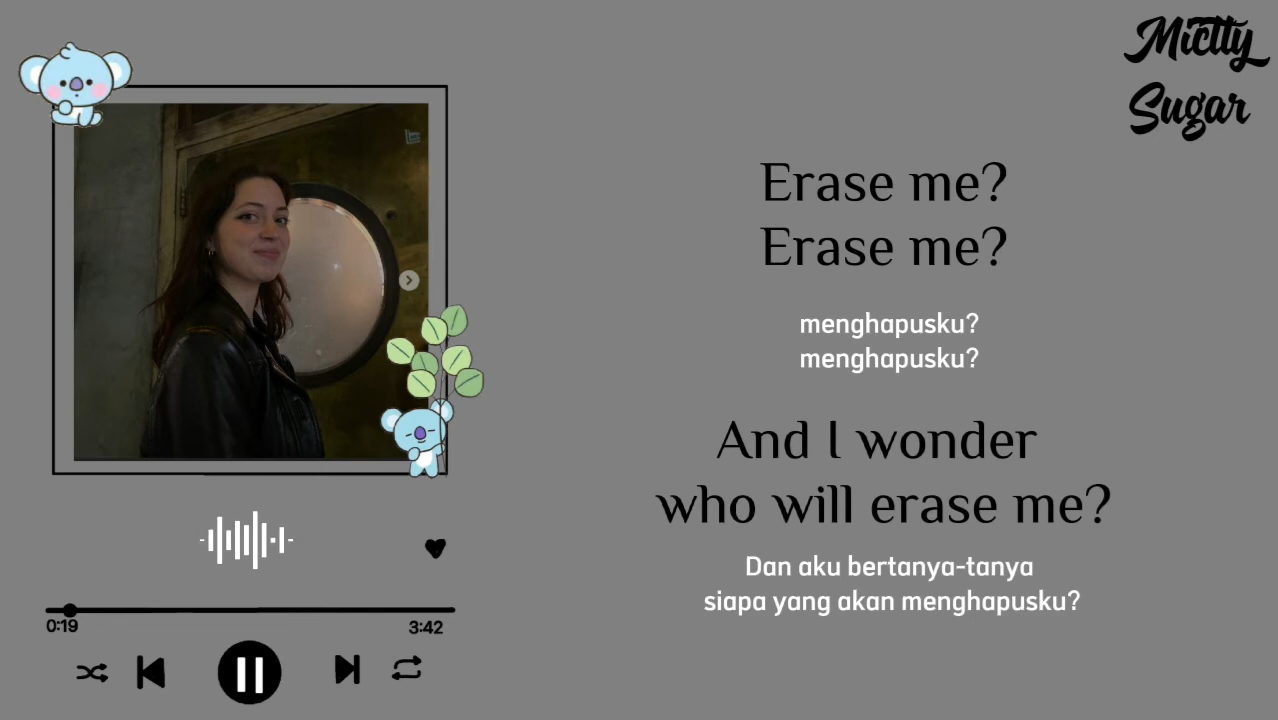 Mictty
Sugar
Erase me?
Erase me?
menghapusku?
menghapusku?
And I wonder
who will erase me?
Dan aku bertanya-tanya
siapa yang akan menghapusku?
0:19
3:42